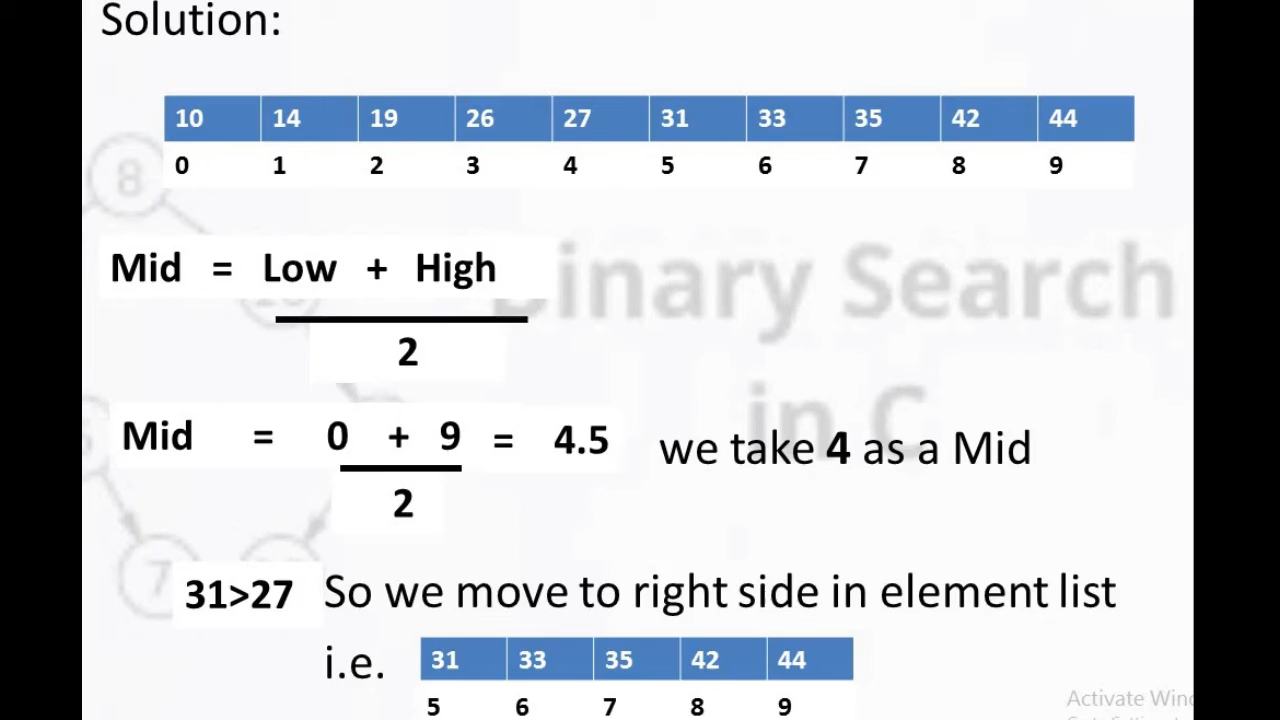 Solution:
10 14 19 26 27 31 33 35 42 44
0 1 2 3 4 5 6 7 8 9
8
Mid = Low + High
2
Binary Search
in C
Mid = 0 + 9 = 4.5 we take 4 as a Mid
2
7
31>27 So we move to right side in element list
i.e. 31 33 35 42 44
5 6 7 8 9
Activate Wind